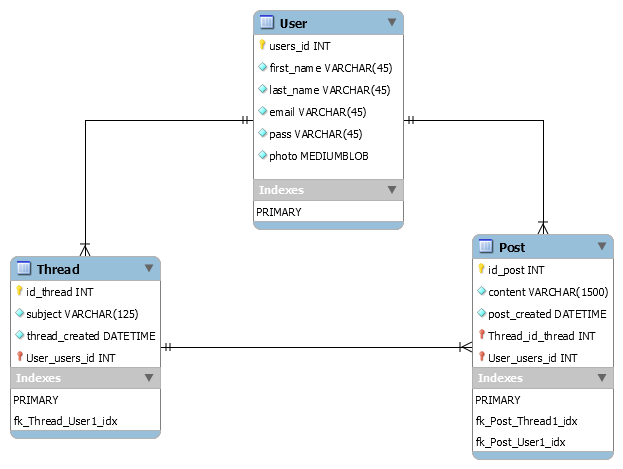 User
users_id INT
first_name VARCHAR(45)
last_name VARCHAR(45)
email VARCHAR(45)
pass VARCHAR(45)
photo MEDIUMBLOB
Indexes
PRIMARY
Thread
id_thread INT
subject VARCHAR(125)
thread_created DATETIME
User_users_id INT
Indexes
PRIMARY
fk_Thread_User1_idx
Post
id_post INT
content VARCHAR(1500)
post_created DATETIME
Thread_id_thread INT
User_users_id INT
Indexes
PRIMARY
fk_Post_Thread1_idx
fk_Post_User1_idx